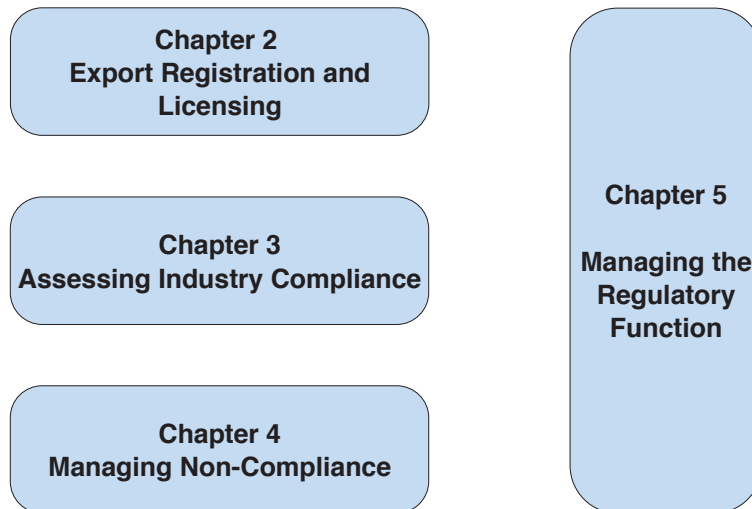 Chapter 2
Export Registration and
Licensing
Chapter 3
Assessing Industry Compliance
Chapter 4
Managing Non-Compliance
Chapter 5
Managing the
Regulatory
Function